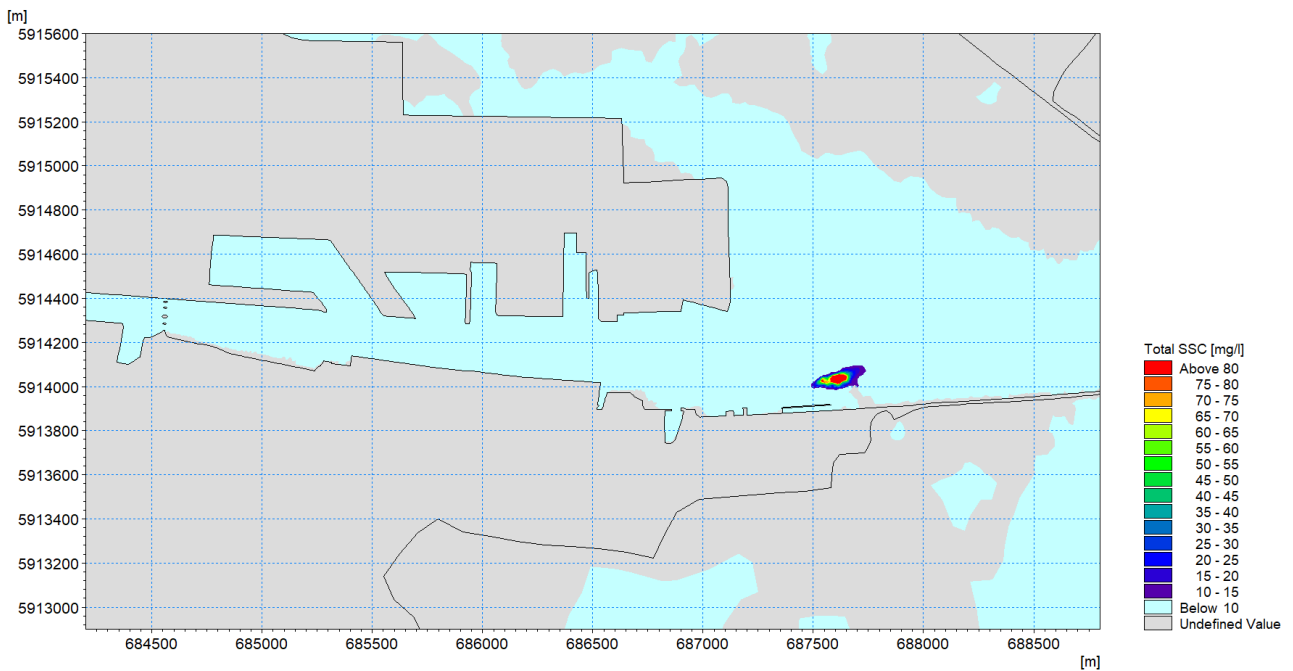 [m]
5915600
5915400
5915200
5915000
5914800
5914600
5914400
5914200
5914000
5913800
5913600
5913400
5913200
5913000
684500 685000 685500 686000 686500 687000 687500 688000 688500
[m]
Total SSC [mg/l]
Above 80
75 - 80
70 - 75
65 - 70
60 - 65
55 - 60
50 - 55
45 - 50
40 - 45
35 - 40
30 - 35
25 - 30
20 - 25
15 - 20
10 - 15
Below 10
Undefined Value